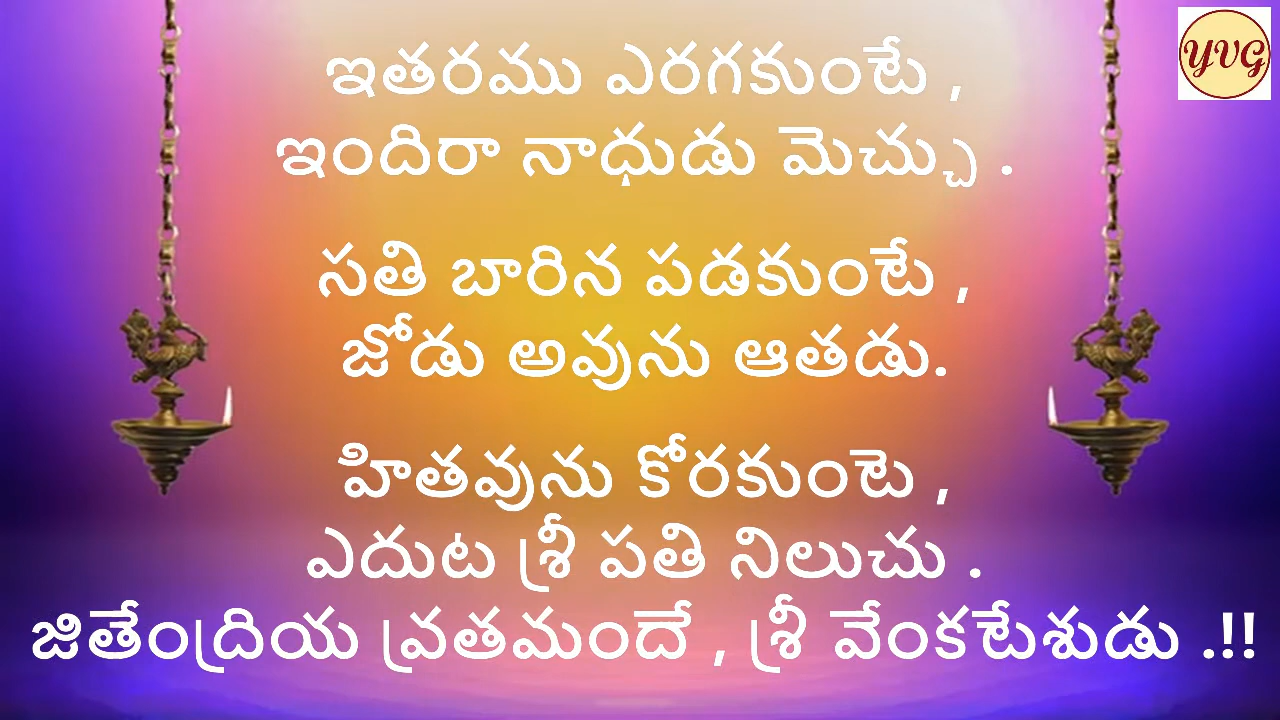 YVG
ఇతరము ఎరగకుంటే ,
ఇందిరా నాధుడు మెచ్చు .
సతి బారిన పడకుంటే ,
జోడు అవును ఆతడు.
హితవును కోరకుంటె ,
ఎదుట శ్రీ పతి నిలుచు .
జితేంద్రియ వ్రతమందే , శ్రీ వేంకటేశుడు .!!